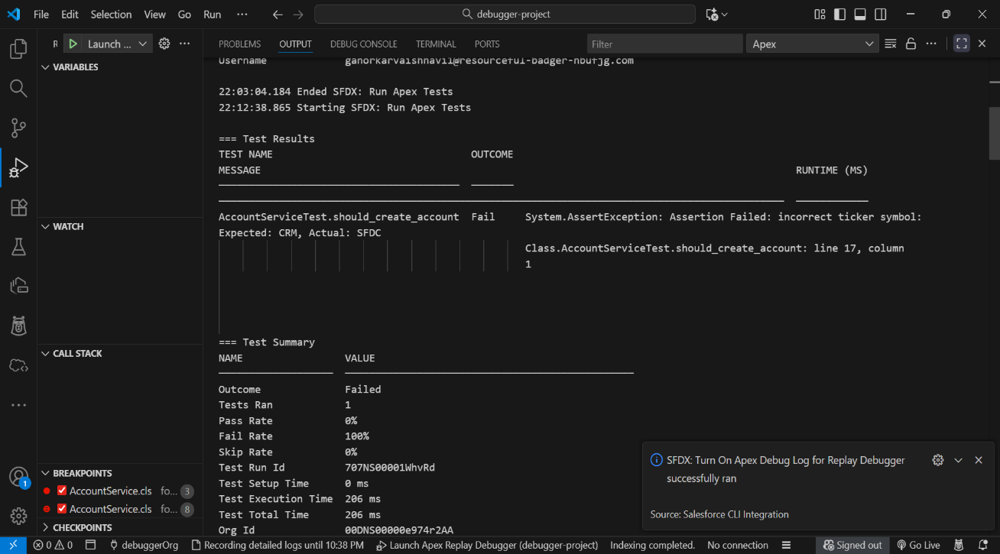 File Edit Selection View Go Run ··· debugger-project
R Launch ... ···
PROBLEMS OUTPUT DEBUG CONSOLE TERMINAL PORTS Filter Apex ···
VARIABLES
WATCH
CALL STACK
BREAKPOINTS
AccountService.cls fo... 3
AccountService.cls fo... 8
CHECKPOINTS
1
Username ganorkarvaishnavi1@resourceful-badger-nbufjg.com
22:03:04.184 Ended SFDX: Run Apex Tests
22:12:38.865 Starting SFDX: Run Apex Tests
=== Test Results
TEST NAME OUTCOME
MESSAGE RUNTIME (MS)
AccountServiceTest.should_create_account Fail System.AssertException: Assertion Failed: incorrect ticker symbol:
Expected: CRM, Actual: SFDC
Class.AccountServiceTest.should_create_account: line 17, column
1
=== Test Summary
NAME VALUE
Outcome Failed
Tests Ran 1
Pass Rate 0%
Fail Rate 100%
Skip Rate 0%
Test Run Id 707NS00001WhvRd
Test Setup Time 0 ms
Test Execution Time 206 ms
Test Total Time 206 ms
Org Id 00DNS00000e974r2AA
SFDX: Turn On Apex Debug Log for Replay Debugger
successfully ran
Source: Salesforce CLI Integration
0 0 debuggerOrg Recording detailed logs until 10:38 PM Launch Apex Replay Debugger (debugger-project) Indexing completed. No connection Signed out Go Live